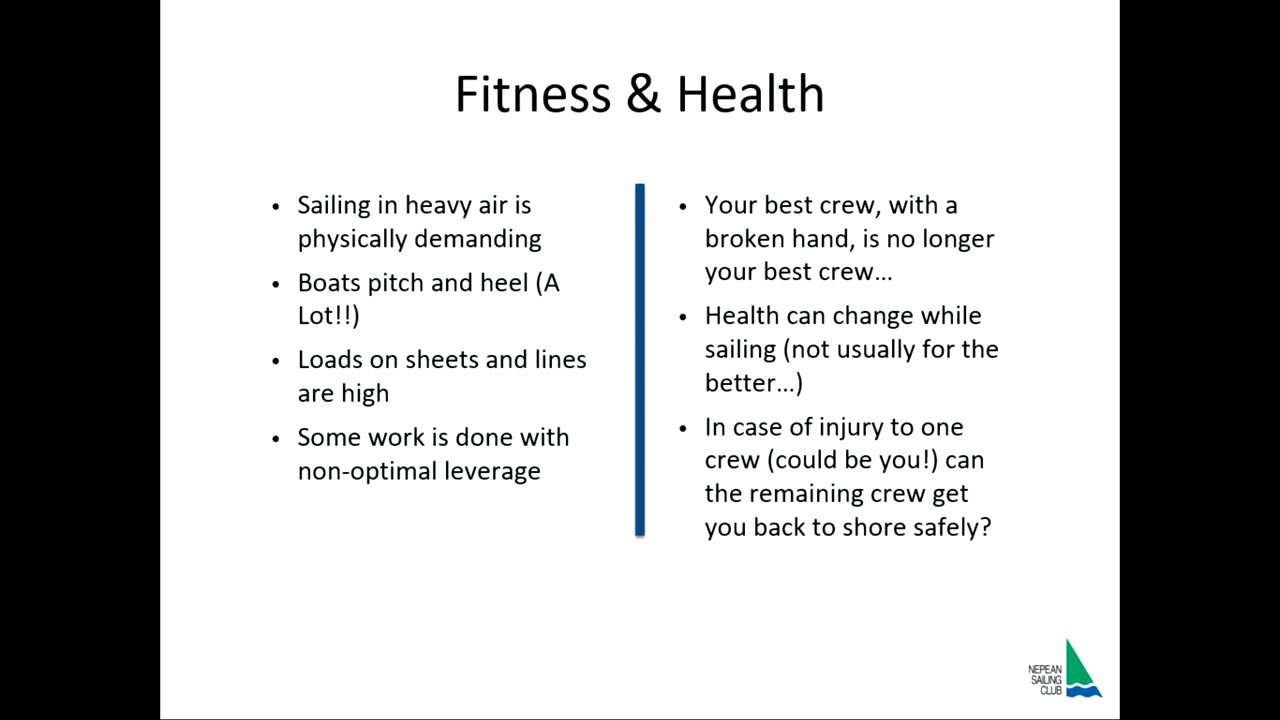 Fitness & Health
• Sailing in heavy air is
physically demanding
• Boats pitch and heel (A
Lot!!)
• Loads on sheets and lines
are high
• Some work is done with
non-optimal leverage
• Your best crew, with a
broken hand, is no longer
your best crew...
• Health can change while
sailing (not usually for the
better...)
• In case of injury to one
crew (could be you!) can
the remaining crew get
you back to shore safely?
NEPEAN
SAILING
CLUB